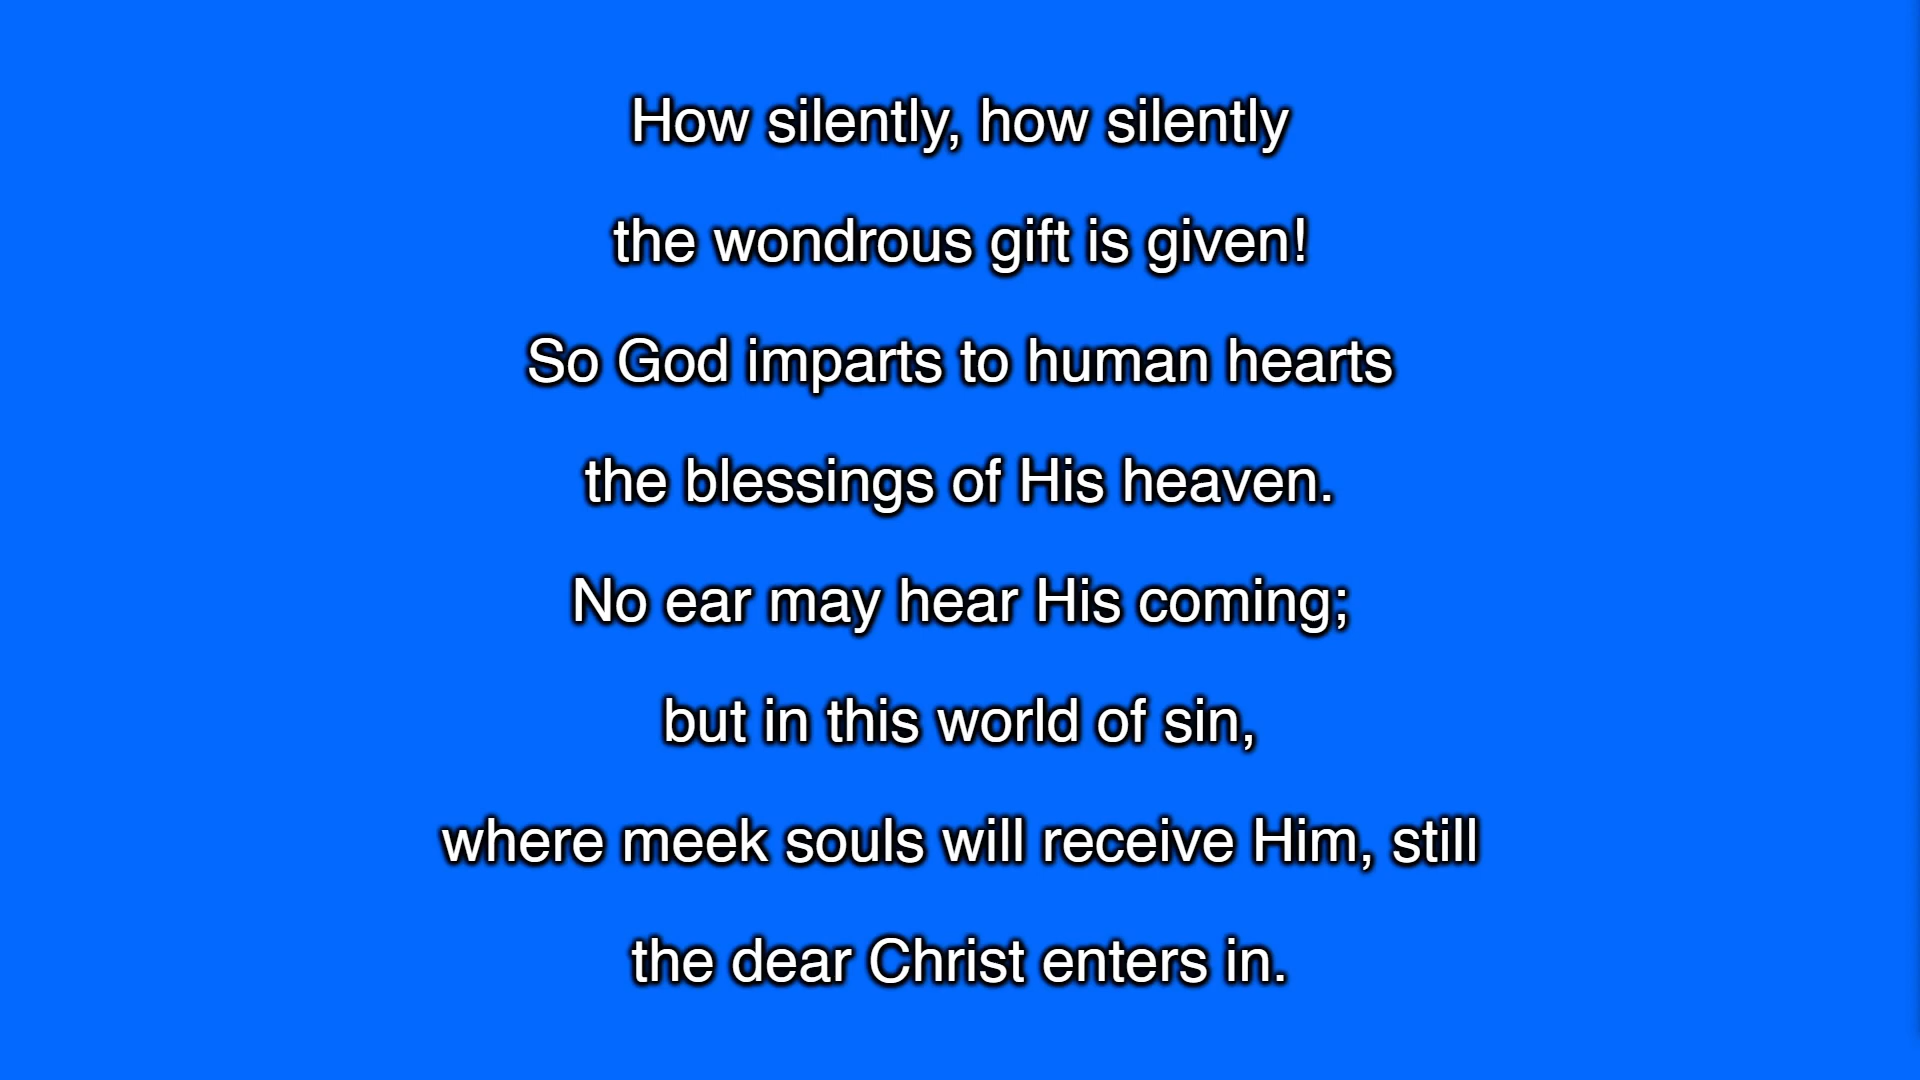 How silently, how silently
the wondrous gift is given!
So God imparts to human hearts
the blessings of His heaven.
No ear may hear His coming;
but in this world of sin,
where meek souls will receive Him, still
the dear Christ enters in.